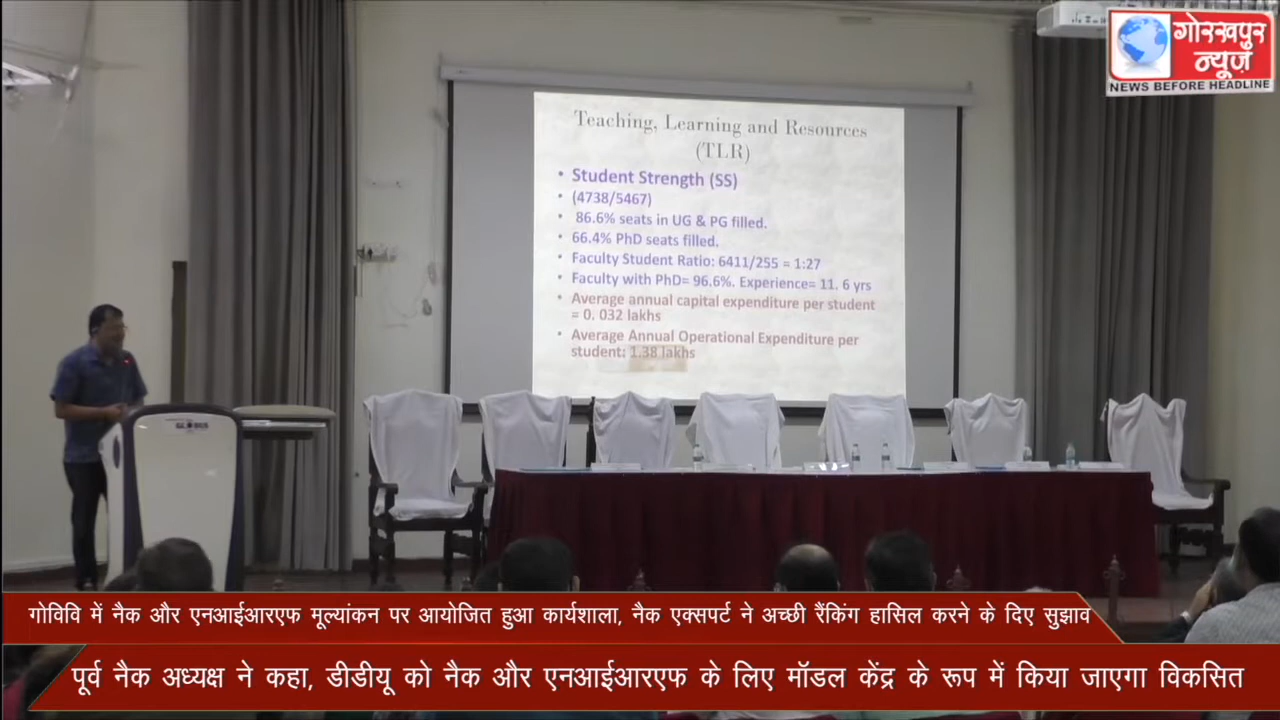 गोरखपुर
न्यूज़
NEWS BEFORE HEADLINE
Teaching, Learning and Resources
(TLR)
• Student Strength (SS)
• (4738/5467)
• 86.6% seats in UG & PG filled.
• 66.4% PhD seats filled.
• Faculty Student Ratio: 6411/255 = 1:27
• Faculty with PhD= 96.6%. Experience= 11. 6 yrs
• Average annual capital expenditure per student
= 0. 032 lakhs
• Average Annual Operational Expenditure per
student: 1.38 lakhs
GLOBUS
गोविवि में नैक और एनआईआरएफ मूल्यांकन पर आयोजित हुआ कार्यशाला, नैक एक्सपर्ट ने अच्छी रैंकिंग हासिल करने के दिए सुझाव
पूर्व नैक अध्यक्ष ने कहा, डीडीयू को नैक और एनआईआरएफ के लिए मॉडल केंद्र के रूप में किया जाएगा विकसित